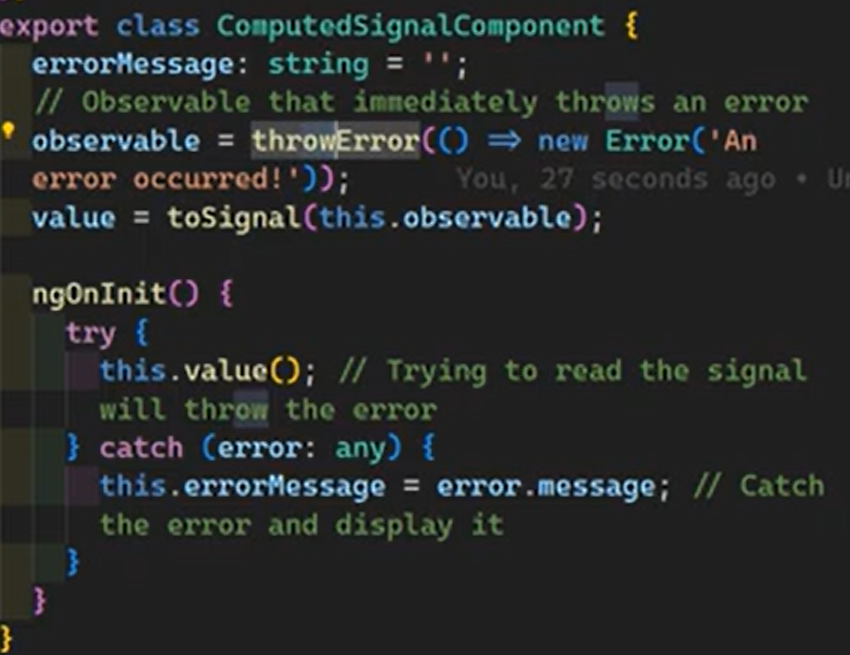 export class ComputedSignalComponent {
errorMessage: string = '';
// Observable that immediately throws an error
observable = throwError(() => new Error('An
error occurred!'));    You, 27 seconds ago •
value = toSignal(this.observable);
ngOnInit() {
try {
this.value(); // Trying to read the signal
will throw the error
} catch (error: any) {
this.errorMessage = error.message; // Catch
the error and display it
}
}
}